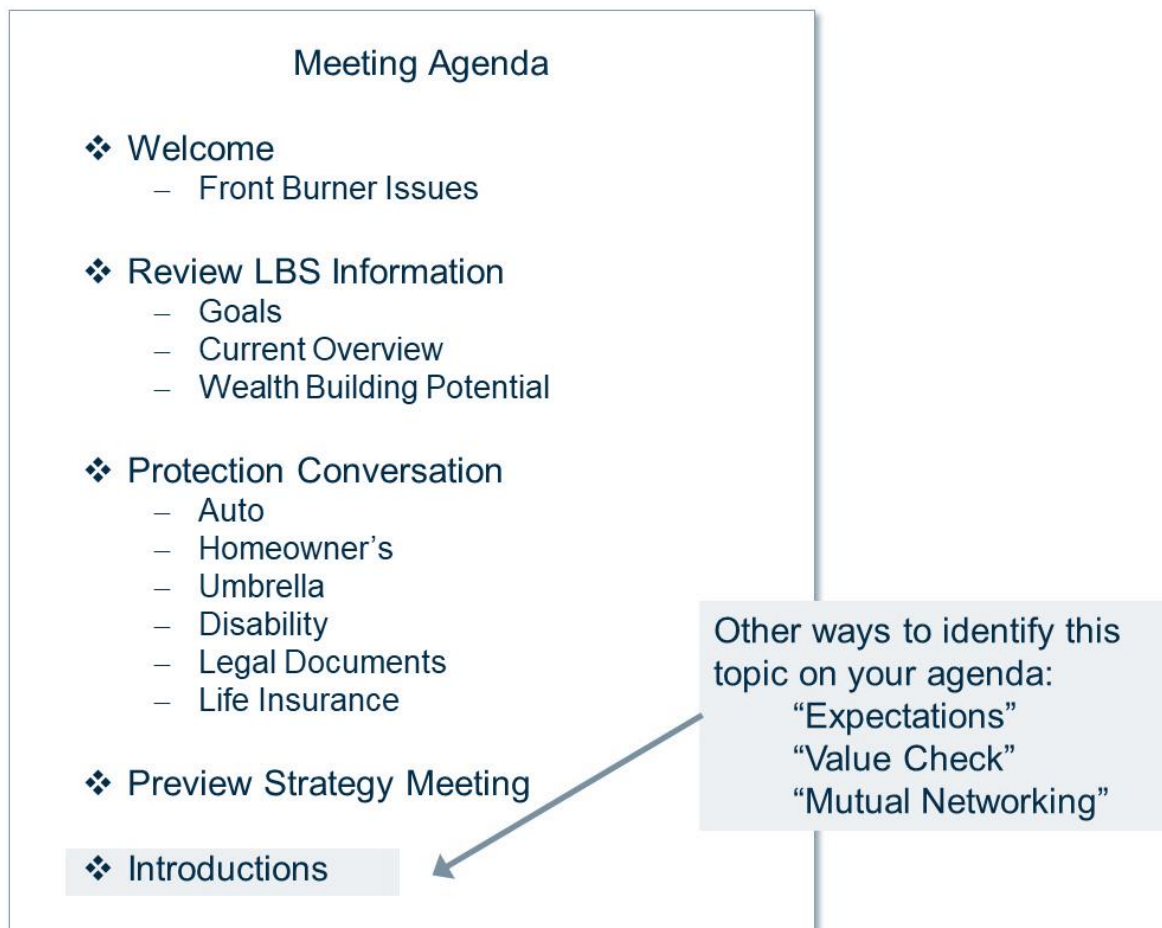 Meeting Agenda
❖ Welcome
– Front Burner Issues
❖ Review LBS Information
– Goals
– Current Overview
– Wealth Building Potential
❖ Protection Conversation
– Auto
– Homeowner’s
– Umbrella
– Disability
– Legal Documents
– Life Insurance
❖ Preview Strategy Meeting
❖ Introductions
Other ways to identify this
topic on your agenda:
“Expectations”
“Value Check”
“Mutual Networking”